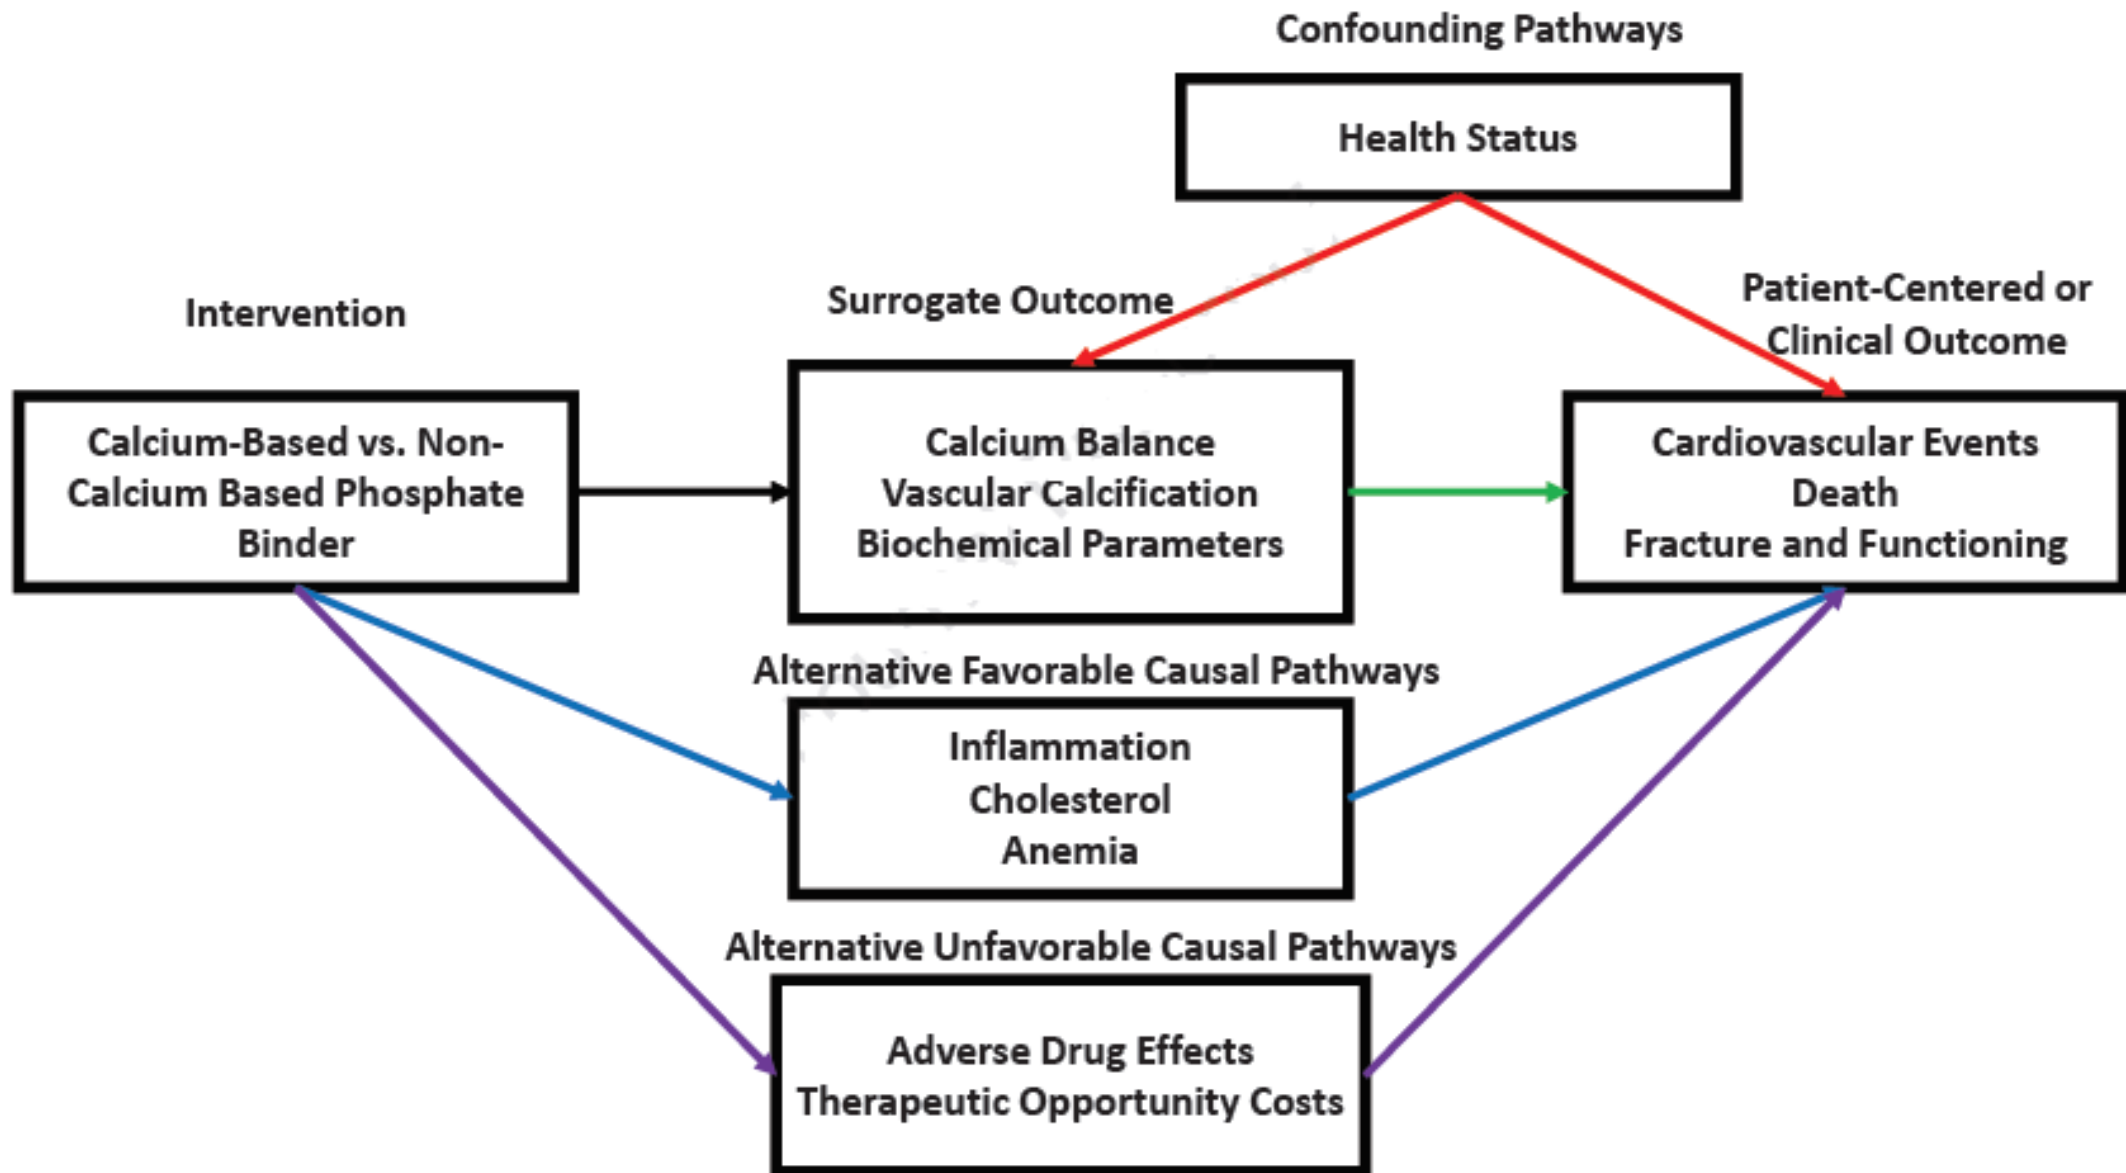 Confounding Pathways
Health Status
Intervention
Surrogate Outcome
Patient-Centered or
Clinical Outcome
Calcium-Based vs. Non-
Calcium Based Phosphate
Binder
Calcium Balance
Vascular Calcification
Biochemical Parameters
Cardiovascular Events
Death
Fracture and Functioning
Alternative Favorable Causal Pathways
Inflammation
Cholesterol
Anemia
Alternative Unfavorable Causal Pathways
Adverse Drug Effects
Therapeutic Opportunity Costs